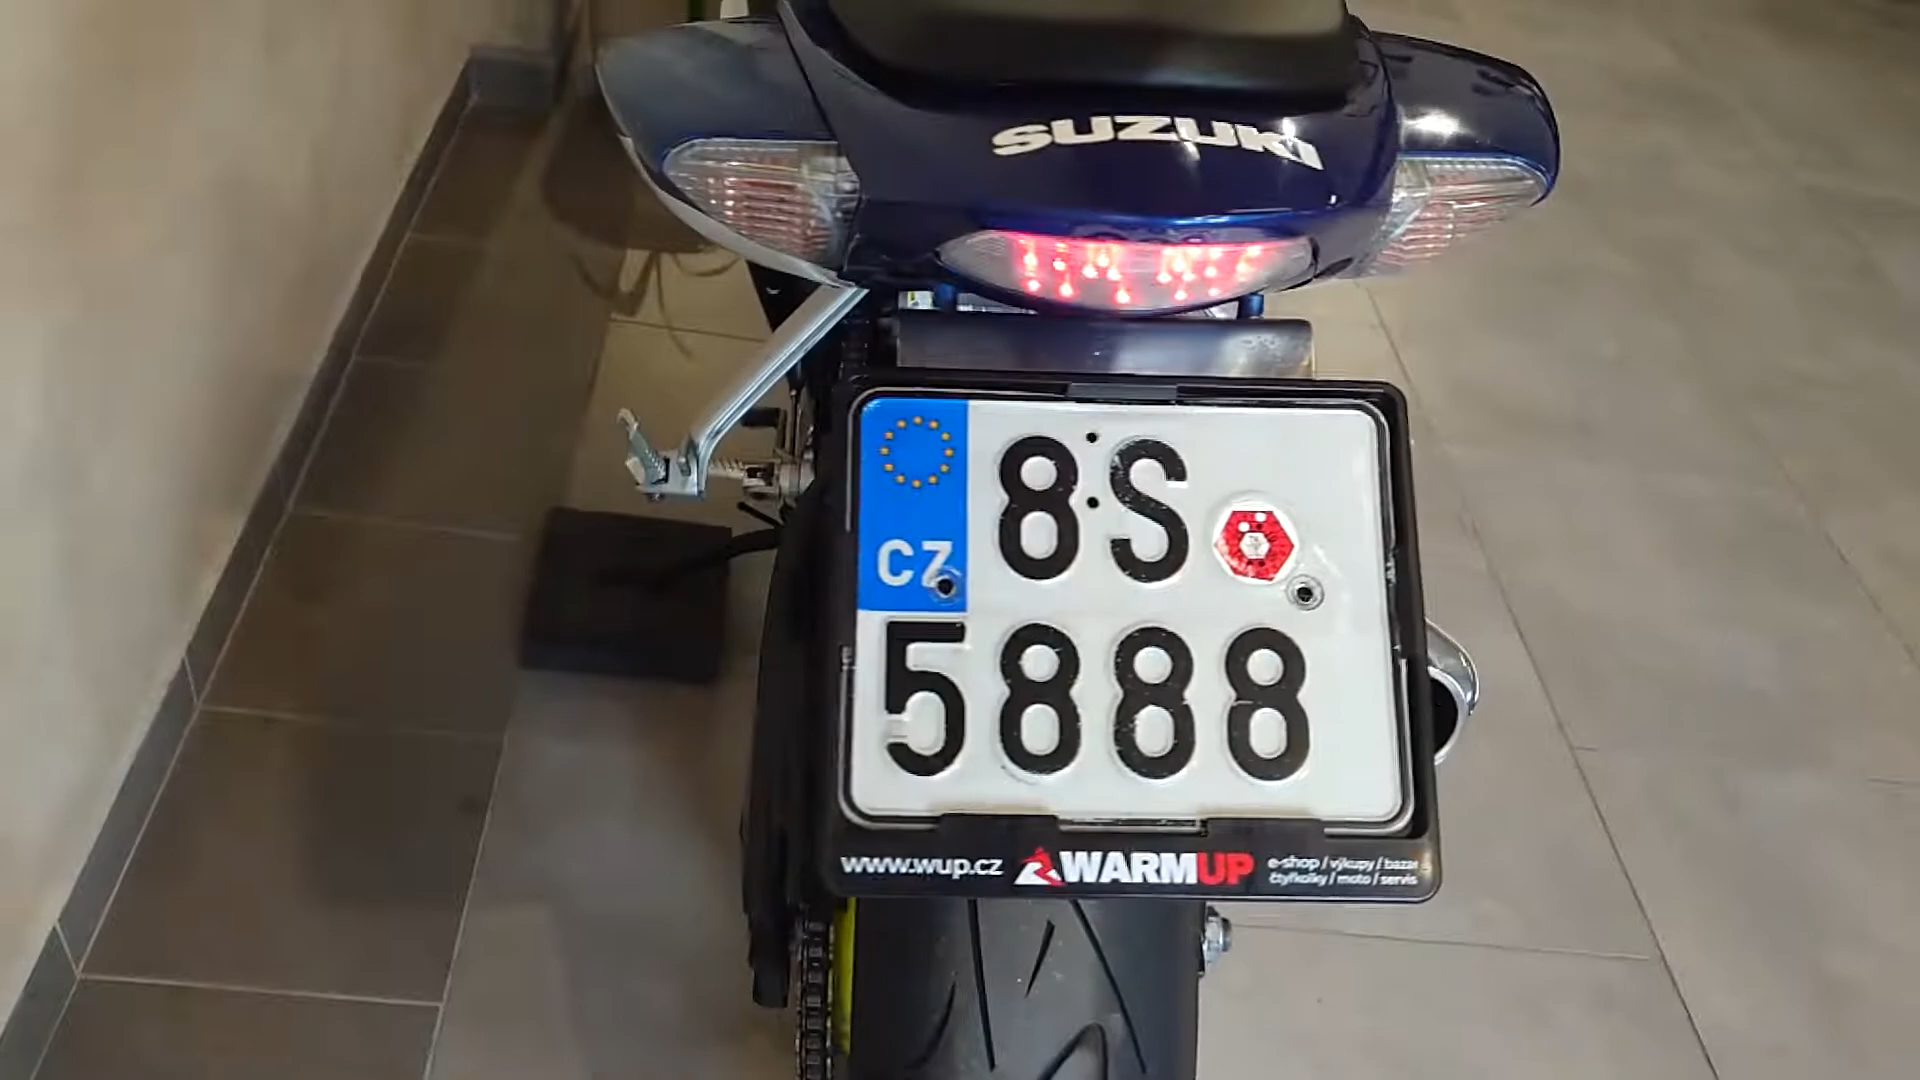 SUZUKI
8S
CZ
5888
www.wup.cz WARMUP e-shop / výkupy / bazar
čtyřkolky / moto / servis